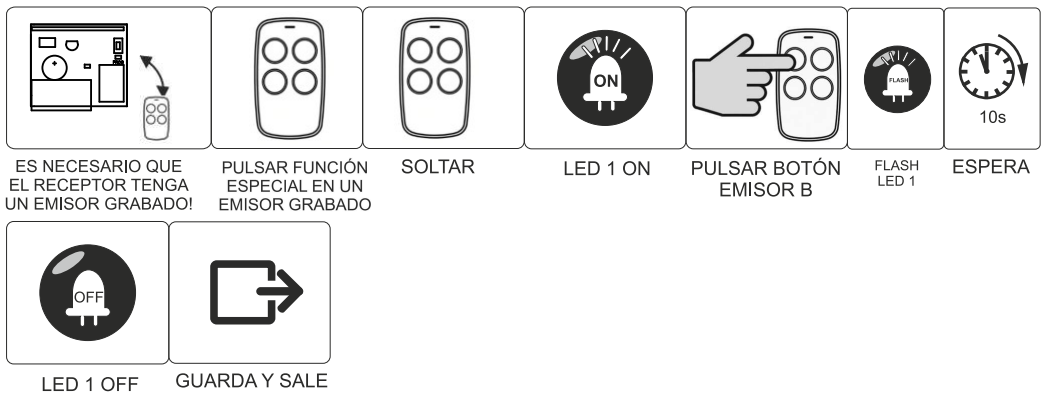 ON
FLASH
10s
ES NECESARIO QUE
EL RECEPTOR TENGA
UN EMISOR GRABADO!
PULSAR FUNCIÓN
ESPECIAL EN UN
EMISOR GRABADO
SOLTAR
LED 1 ON
PULSAR BOTÓN
EMISOR B
FLASH
LED 1
ESPERA
OFF
LED 1 OFF
GUARDA Y SALE